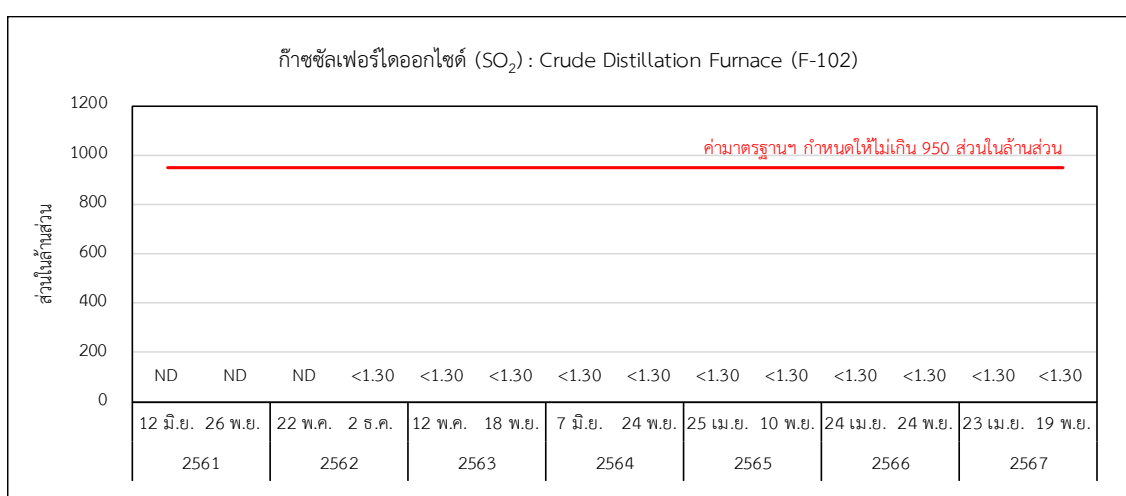 ก๊าซซัลเฟอร์ไดออกไซด์ (SO2) : Crude Distillation Furnace (F-102)
ค่ามาตรฐานฯ กำหนดให้ไม่เกิน 950 ส่วนในล้านส่วน
ส่วนในล้านส่วน
1200
1000
800
600
400
200
0
ND ND ND <1.30 <1.30 <1.30 <1.30 <1.30 <1.30 <1.30 <1.30 <1.30 <1.30 <1.30
12 มิ.ย. 26 พ.ย. 22 พ.ค. 2 ธ.ค. 12 พ.ค. 18 พ.ย. 7 มิ.ย. 24 พ.ย. 25 เม.ย. 10 พ.ย. 24 เม.ย. 24 พ.ย. 23 เม.ย. 19 พ.ย.
2561 2562 2563 2564 2565 2566 2567